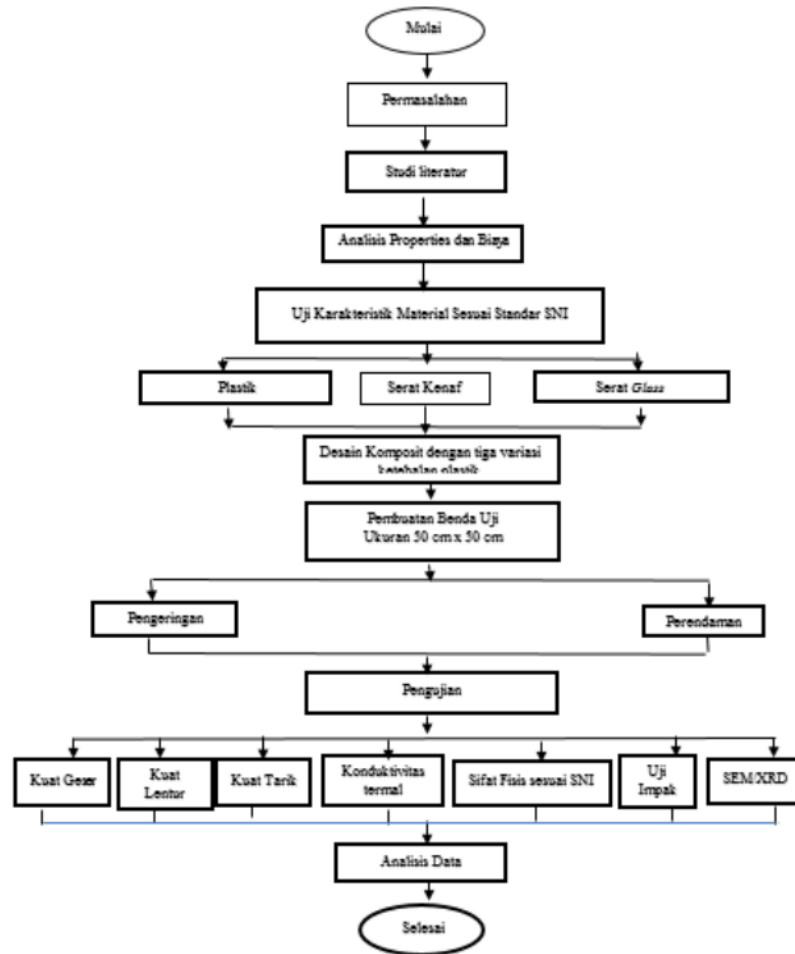 Mulai
Permasalahan
Studi literatur
Analisis Properties dan Biaya
Uji Karakteristik Material Sesuai Standar SNI
Plastik
Serat Kenaf
Serat Glass
Desain Komposit dengan tiga variasi
ketebalan plastik
Pembuatan Benda Uji
Ukuran 50 cm x 50 cm
Pengeringan
Perendaman
Pengujian
Kuat Geser
Kuat
Lentur
Kuat Tarik
Konduktivitas
termal
Sifat Fisis sesuai SNI
Uji
Impak
SEM/XRD
Analisis Data
Selesai